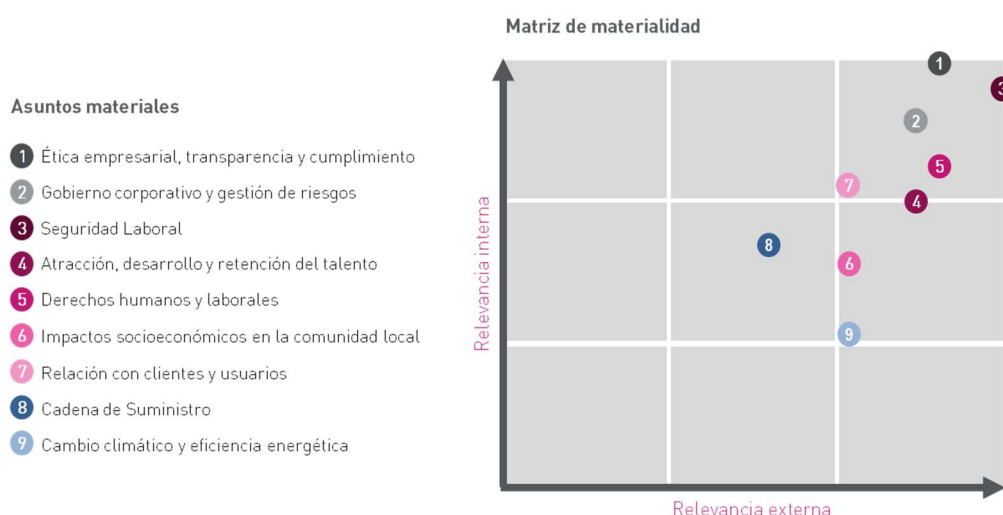 Matriz de materialidad
Asuntos materiales
1 Ética empresarial, transparencia y cumplimiento
2 Gobierno corporativo y gestión de riesgos
3 Seguridad Laboral
4 Atracción, desarrollo y retención del talento
5 Derechos humanos y laborales
6 Impactos socioeconómicos en la comunidad local
7 Relación con clientes y usuarios
8 Cadena de Suministro
9 Cambio climático y eficiencia energética
Relevancia interna
1
3
2
5
7
4
8
6
9
Relevancia externa